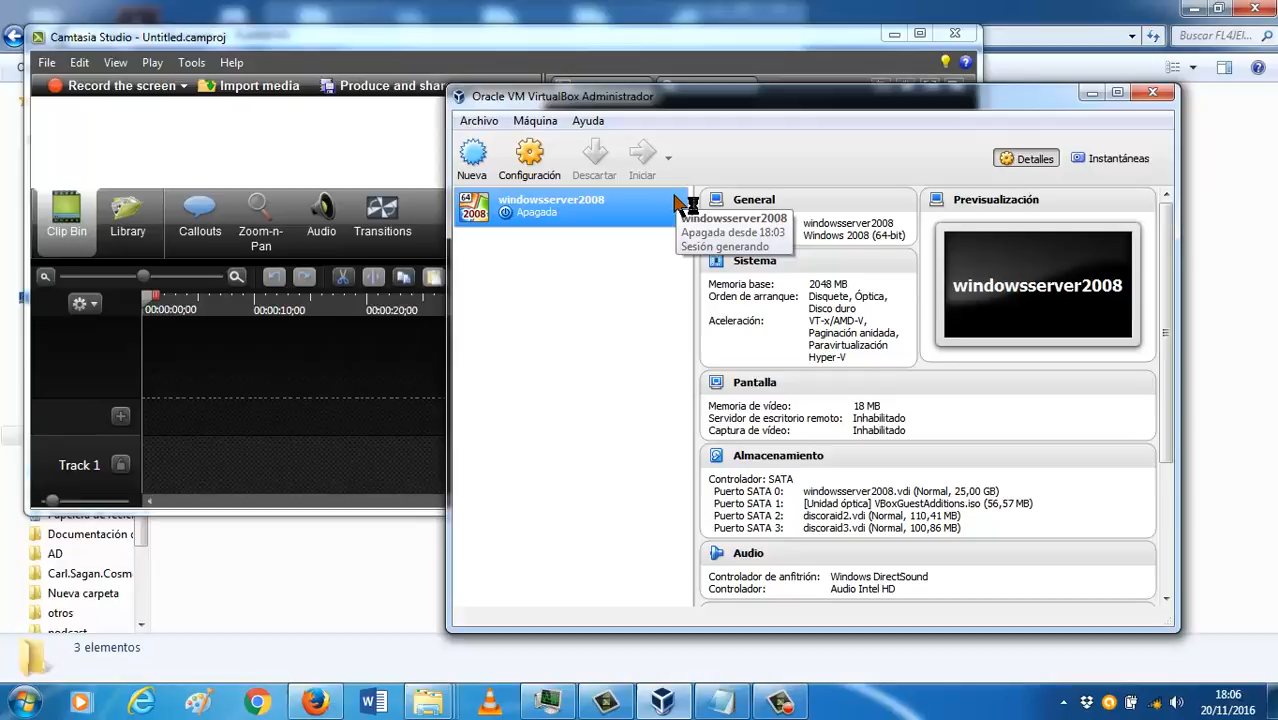 Buscar FL4JEI...
Camtasia Studio - Untitled.camproj
File Edit View Play Tools Help
Record the screen Import media Produce and shar
Oracle VM VirtualBox Administrador
Archivo Máquina Ayuda
Nueva Configuración Descartar Iniciar
Detalles Instantáneas
Clip Bin Library Callouts Zoom-n-Pan Audio Transitions
00:00:00;00 00:00:10;00 00:00:20;00
Track 1
64
2008
windowsserver2008
Apagada
windowsserver2008
Apagada desde 18:03
Sesión generando
General
windowsserver2008
Windows 2008 (64-bit)
Sistema
Memoria base: 2048 MB
Orden de arranque: Disquete, Óptica,
Disco duro
Aceleración: VT-x/AMD-V,
Paginación anidada,
Paravirtualización
Hyper-V
Previsualización
windowsserver2008
Pantalla
Memoria de vídeo: 18 MB
Servidor de escritorio remoto: Inhabilitado
Captura de vídeo: Inhabilitado
Almacenamiento
Controlador: SATA
Puerto SATA 0: windowsserver2008.vdi (Normal, 25,00 GB)
Puerto SATA 1: [Unidad óptica] VBoxGuestAdditions.iso (56,57 MB)
Puerto SATA 2: discoraid2.vdi (Normal, 110,41 MB)
Puerto SATA 3: discoraid3.vdi (Normal, 100,86 MB)
Audio
Controlador de anfitrión: Windows DirectSound
Controlador: Audio Intel HD
Documentación d
AD
Carl.Sagan.Cosm
Nueva carpeta
otros
podcast
3 elementos
18:06
20/11/2016